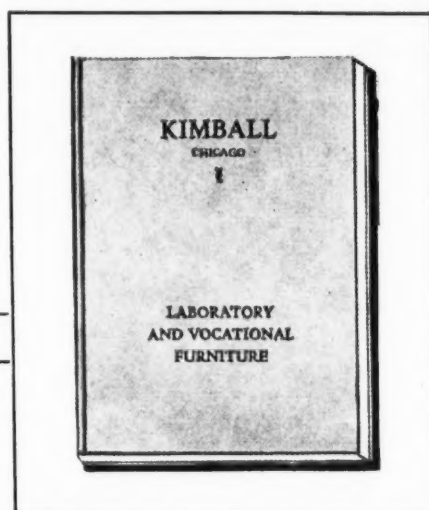 KIMBALL
CHICAGO
LABORATORY
AND VOCATIONAL
FURNITURE